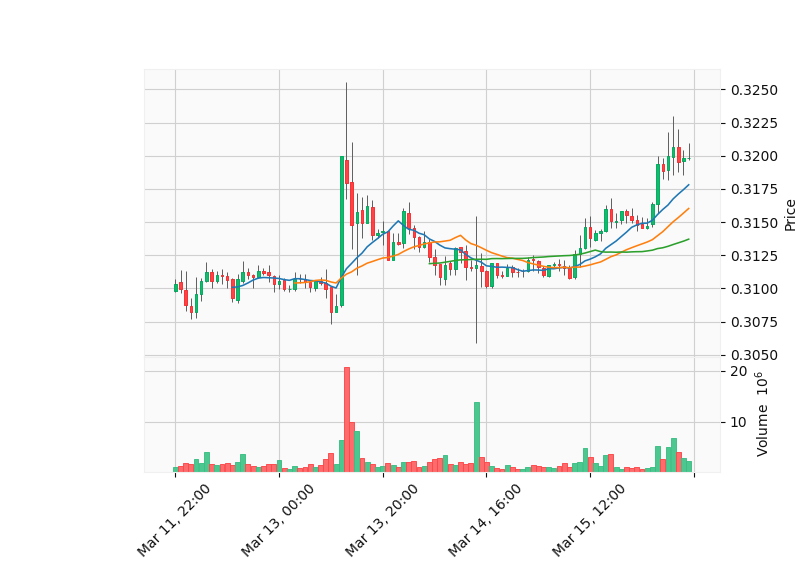 0.3250
0.3225
0.3200
0.3175
0.3150
0.3125
0.3100
0.3075
0.3050
Price
20
10
Volume 10^6
Mar 11, 22:00
Mar 13, 00:00
Mar 13, 20:00
Mar 14, 16:00
Mar 15, 12:00